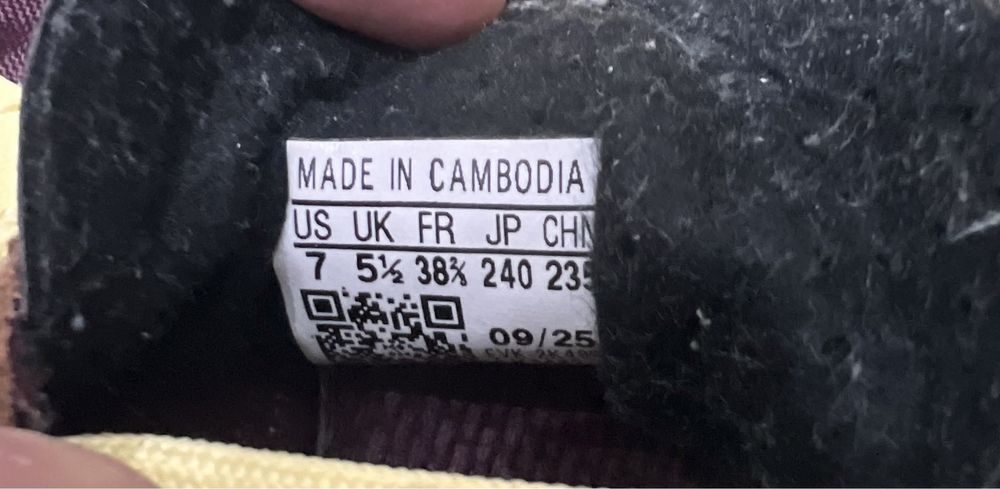 MADE IN CAMBODIA
US UK FR JP CHN
7 5½ 38⅔ 240 235
09/25